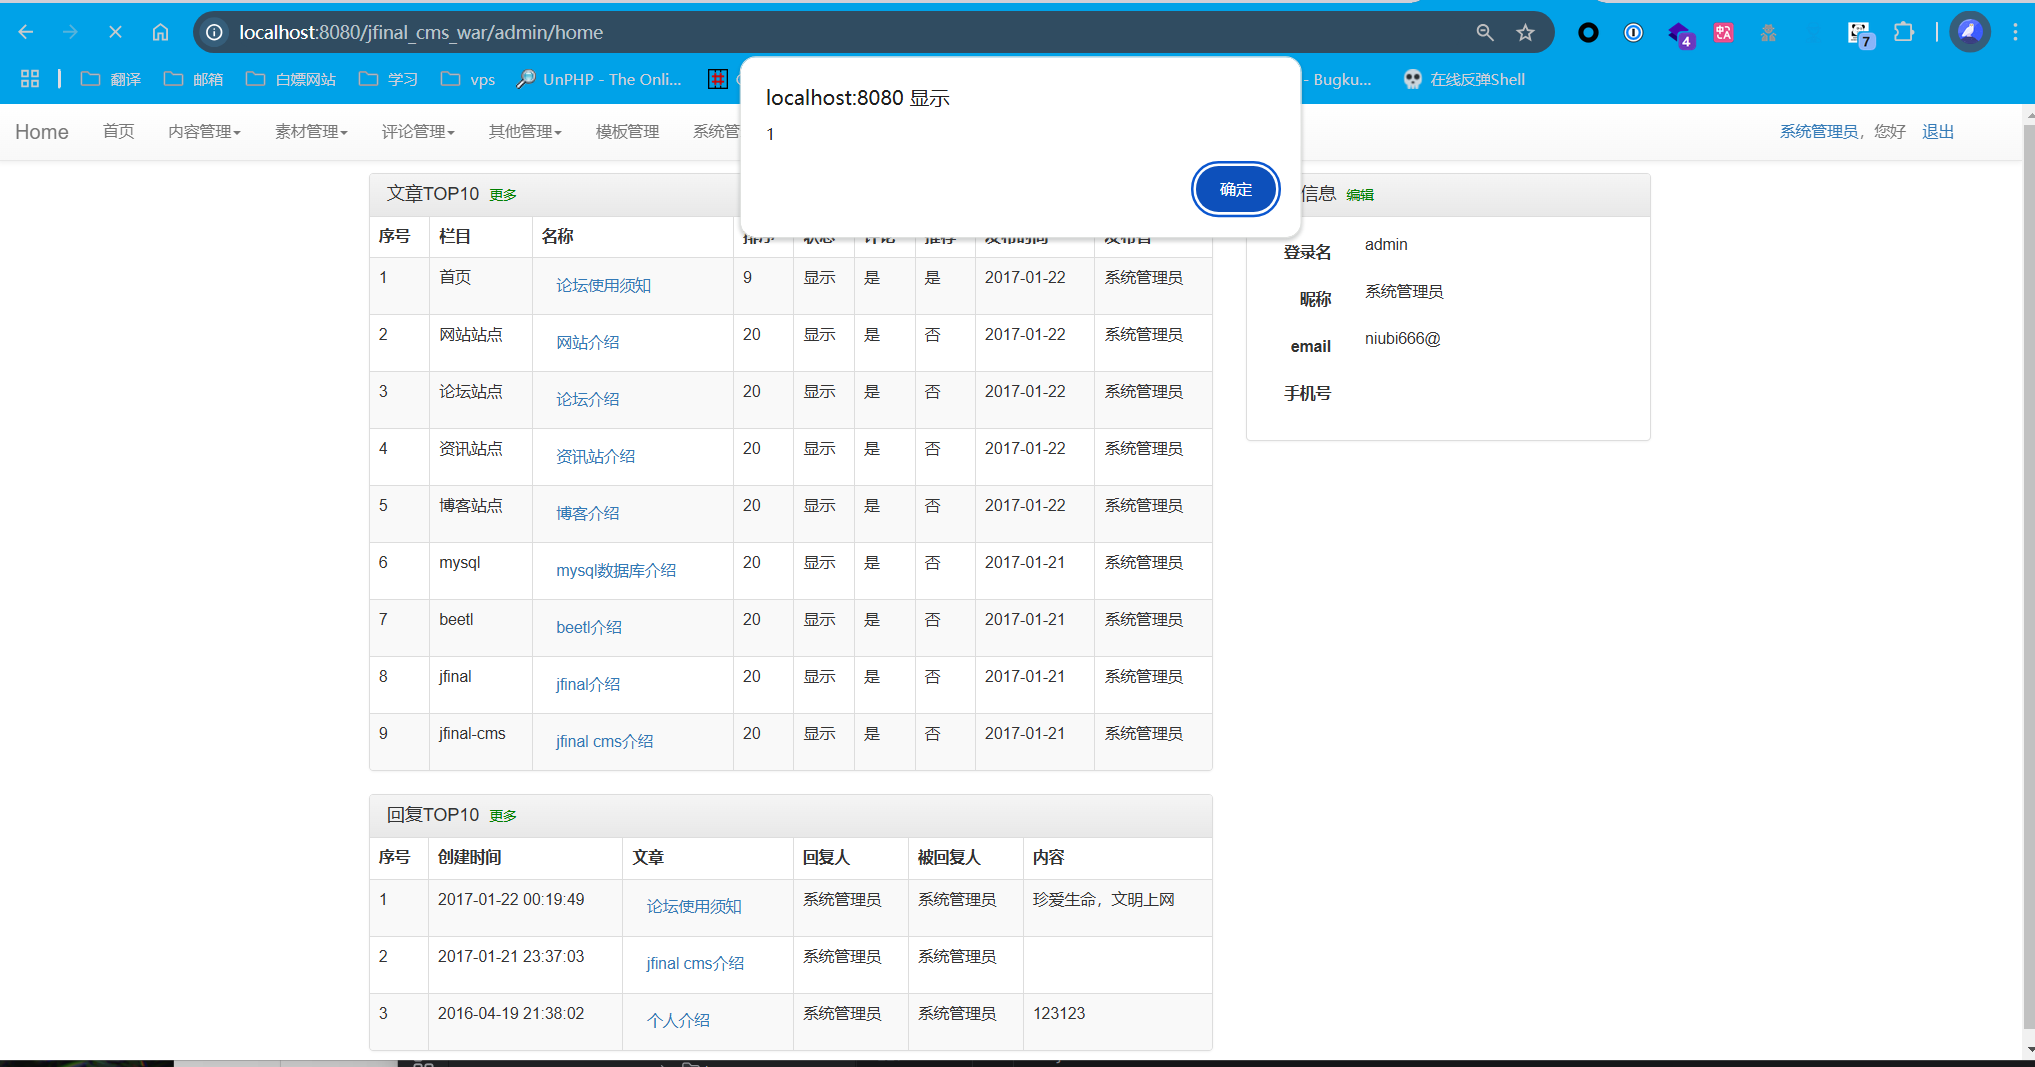 localhost:8080/jfinal_cms_war/admin/home
4
7
翻译
邮箱
白嫖网站
学习
vps
UnPHP - The Onli...
- Bugku...
在线反弹Shell
localhost:8080 显示
1
确定
Home
首页
内容管理
素材管理
评论管理
其他管理
模板管理
系统管
系统管理员，您好
退出
文章TOP10 更多
序号 栏目 名称 排序 状态 评论 推荐 发布时间 发布者
1 首页 论坛使用须知 9 显示 是 是 2017-01-22 系统管理员
2 网站站点 网站介绍 20 显示 是 否 2017-01-22 系统管理员
3 论坛站点 论坛介绍 20 显示 是 否 2017-01-22 系统管理员
4 资讯站点 资讯站介绍 20 显示 是 否 2017-01-22 系统管理员
5 博客站点 博客介绍 20 显示 是 否 2017-01-22 系统管理员
6 mysql mysql数据库介绍 20 显示 是 否 2017-01-21 系统管理员
7 beetl beetl介绍 20 显示 是 否 2017-01-21 系统管理员
8 jfinal jfinal介绍 20 显示 是 否 2017-01-21 系统管理员
9 jfinal-cms jfinal cms介绍 20 显示 是 否 2017-01-21 系统管理员
信息 编辑
登录名 admin
昵称 系统管理员
email niubi666@
手机号
回复TOP10 更多
序号 创建时间 文章 回复人 被回复人 内容
1 2017-01-22 00:19:49 论坛使用须知 系统管理员 系统管理员 珍爱生命，文明上网
2 2017-01-21 23:37:03 jfinal cms介绍 系统管理员 系统管理员
3 2016-04-19 21:38:02 个人介绍 系统管理员 系统管理员 123123